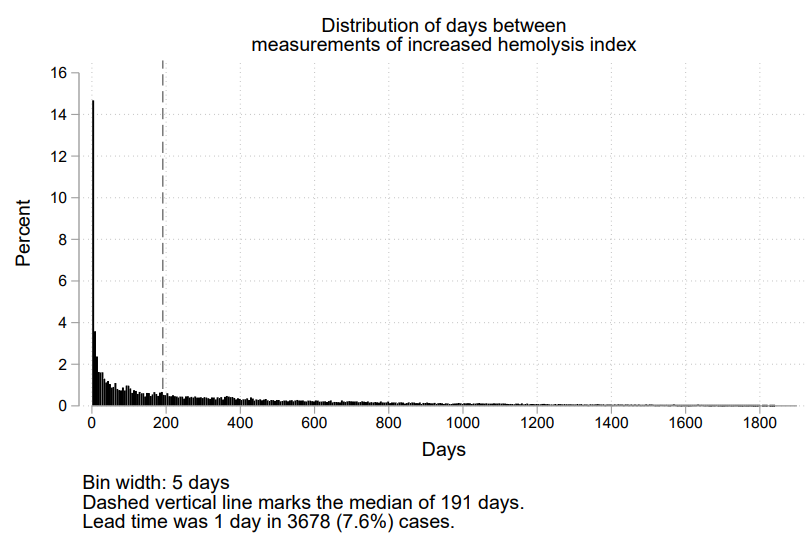 Distribution of days between
measurements of increased hemolysis index
Percent
16
14
12
10
8
6
4
2
0
0 200 400 600 800 1000 1200 1400 1600 1800
Days
Bin width: 5 days
Dashed vertical line marks the median of 191 days.
Lead time was 1 day in 3678 (7.6%) cases.